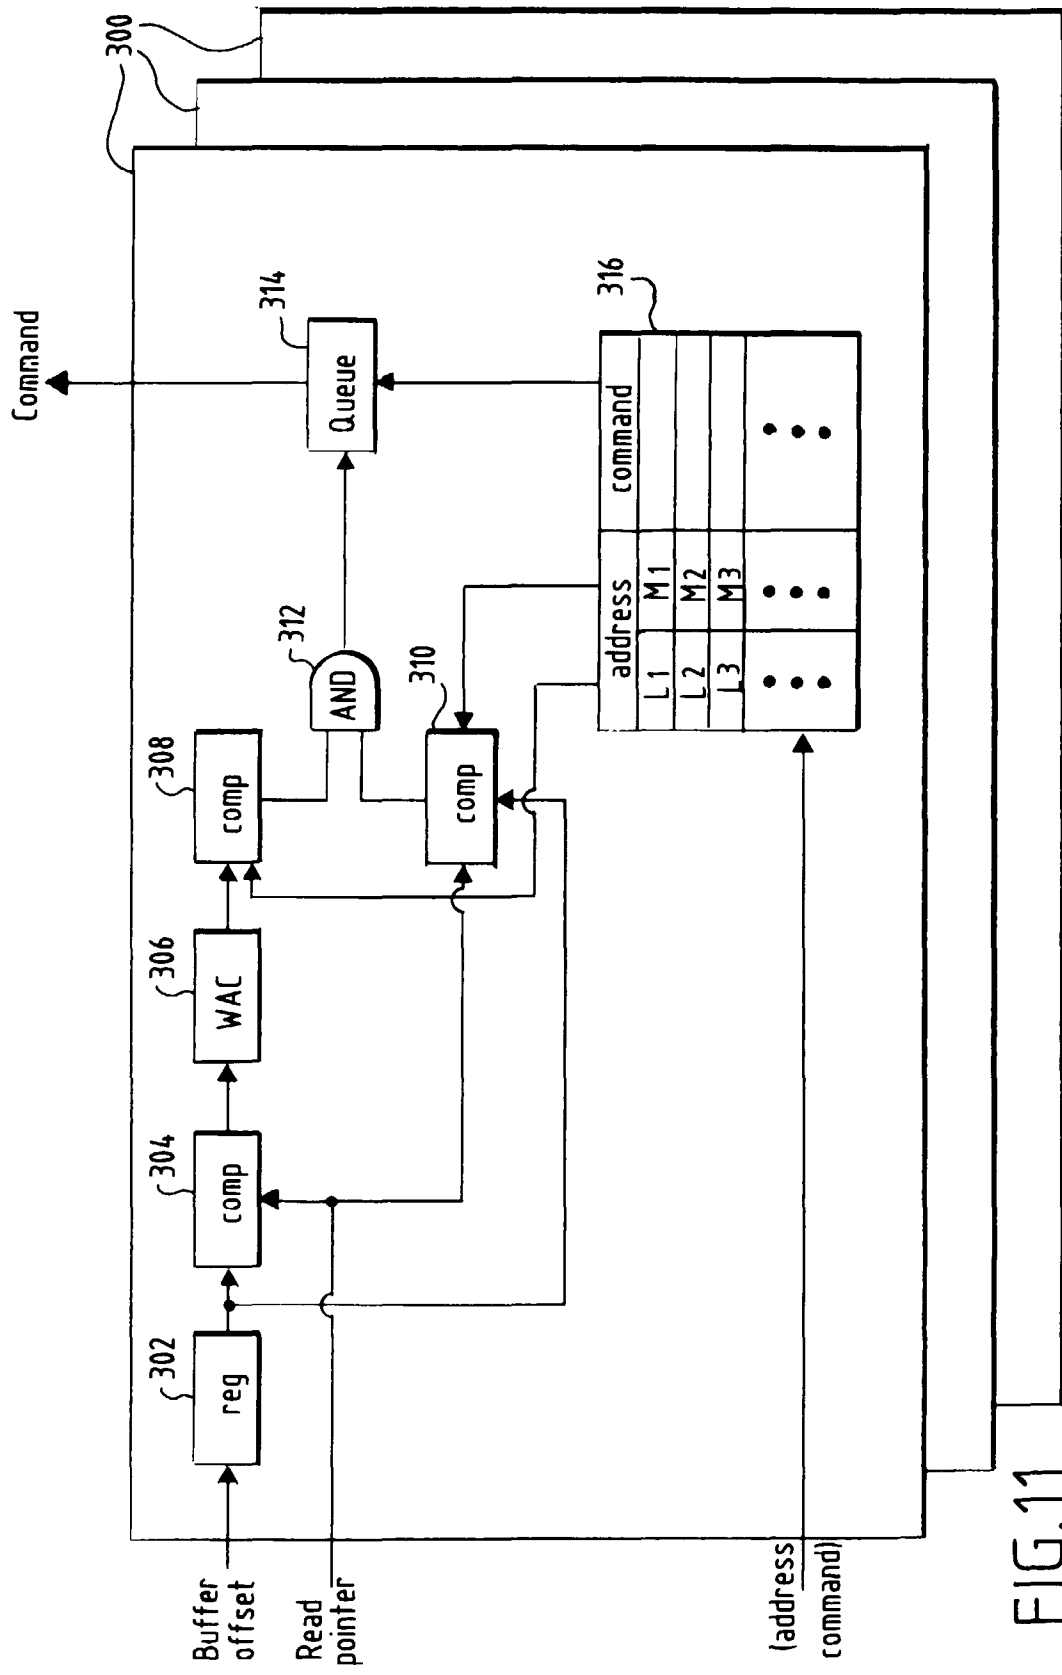 Command
300
314
Queue
316
address
command
L1
M1
L2
M2
L3
M3
312
AND
310
comp
308
comp
306
WAC
304
comp
302
reg
Buffer
offset
Read
pointer
(address
command)
FIG.11